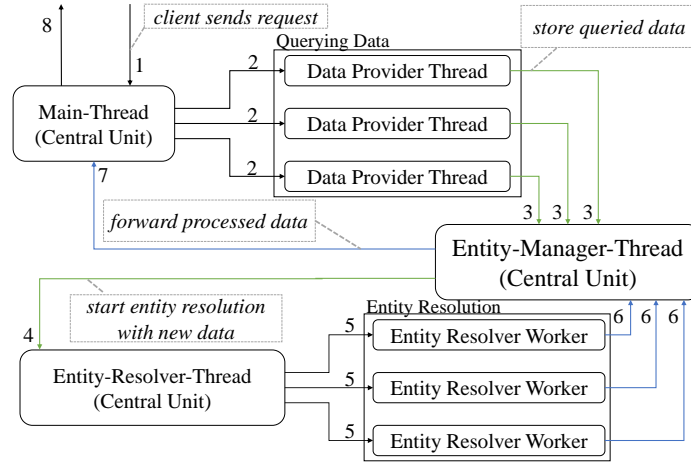 8
client sends request
1
Querying Data
store queried data
Main-Thread
(Central Unit)
2
Data Provider Thread
2
Data Provider Thread
2
Data Provider Thread
7
3
3
3
forward processed data
Entity-Manager-Thread
(Central Unit)
start entity resolution
with new data
4
Entity Resolution
6
6
6
Entity-Resolver-Thread
(Central Unit)
5
Entity Resolver Worker
5
Entity Resolver Worker
5
Entity Resolver Worker